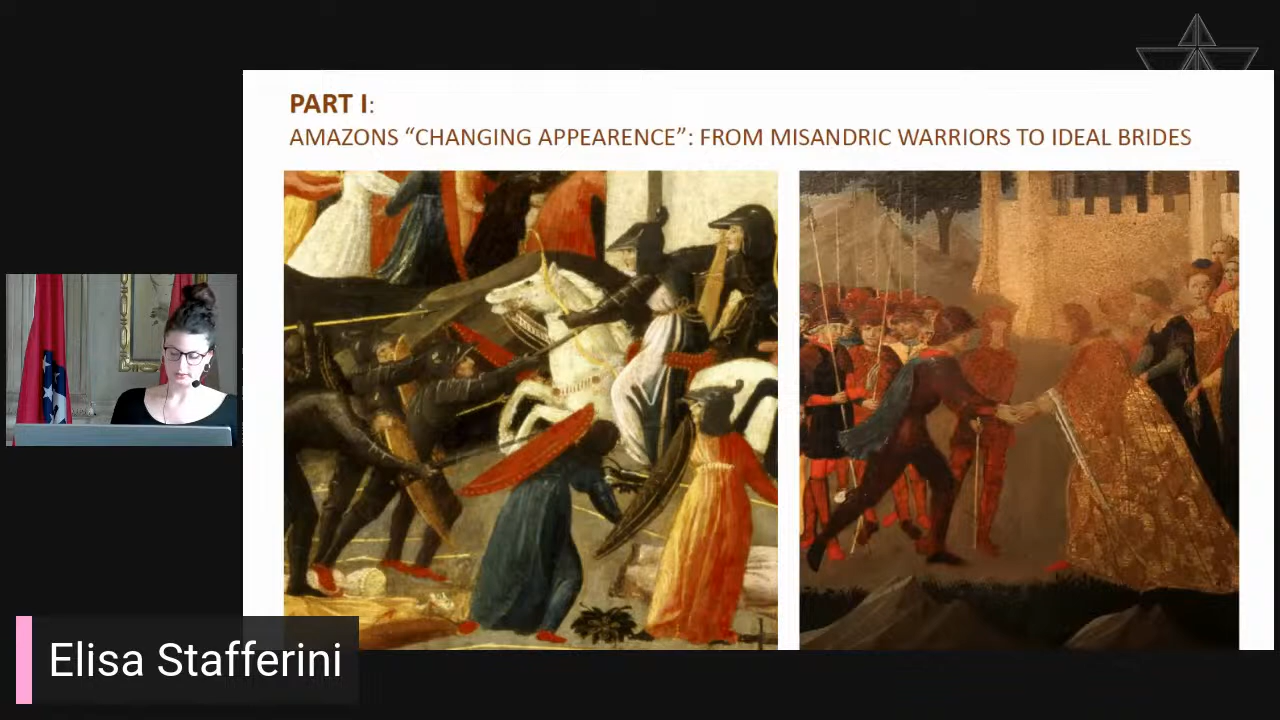 PART I:
AMAZONS “CHANGING APPEARENCE”: FROM MISANDRIC WARRIORS TO IDEAL BRIDES
Elisa Stafferini